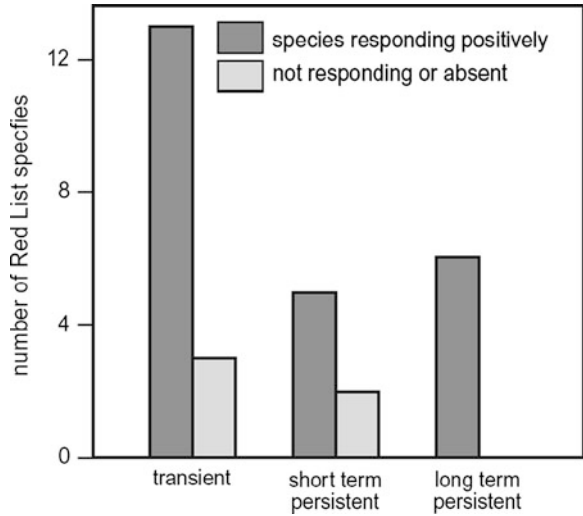 number of Red List specfies
12
8
4
0
species responding positively
not responding or absent
transient
short term
persistent
long term
persistent